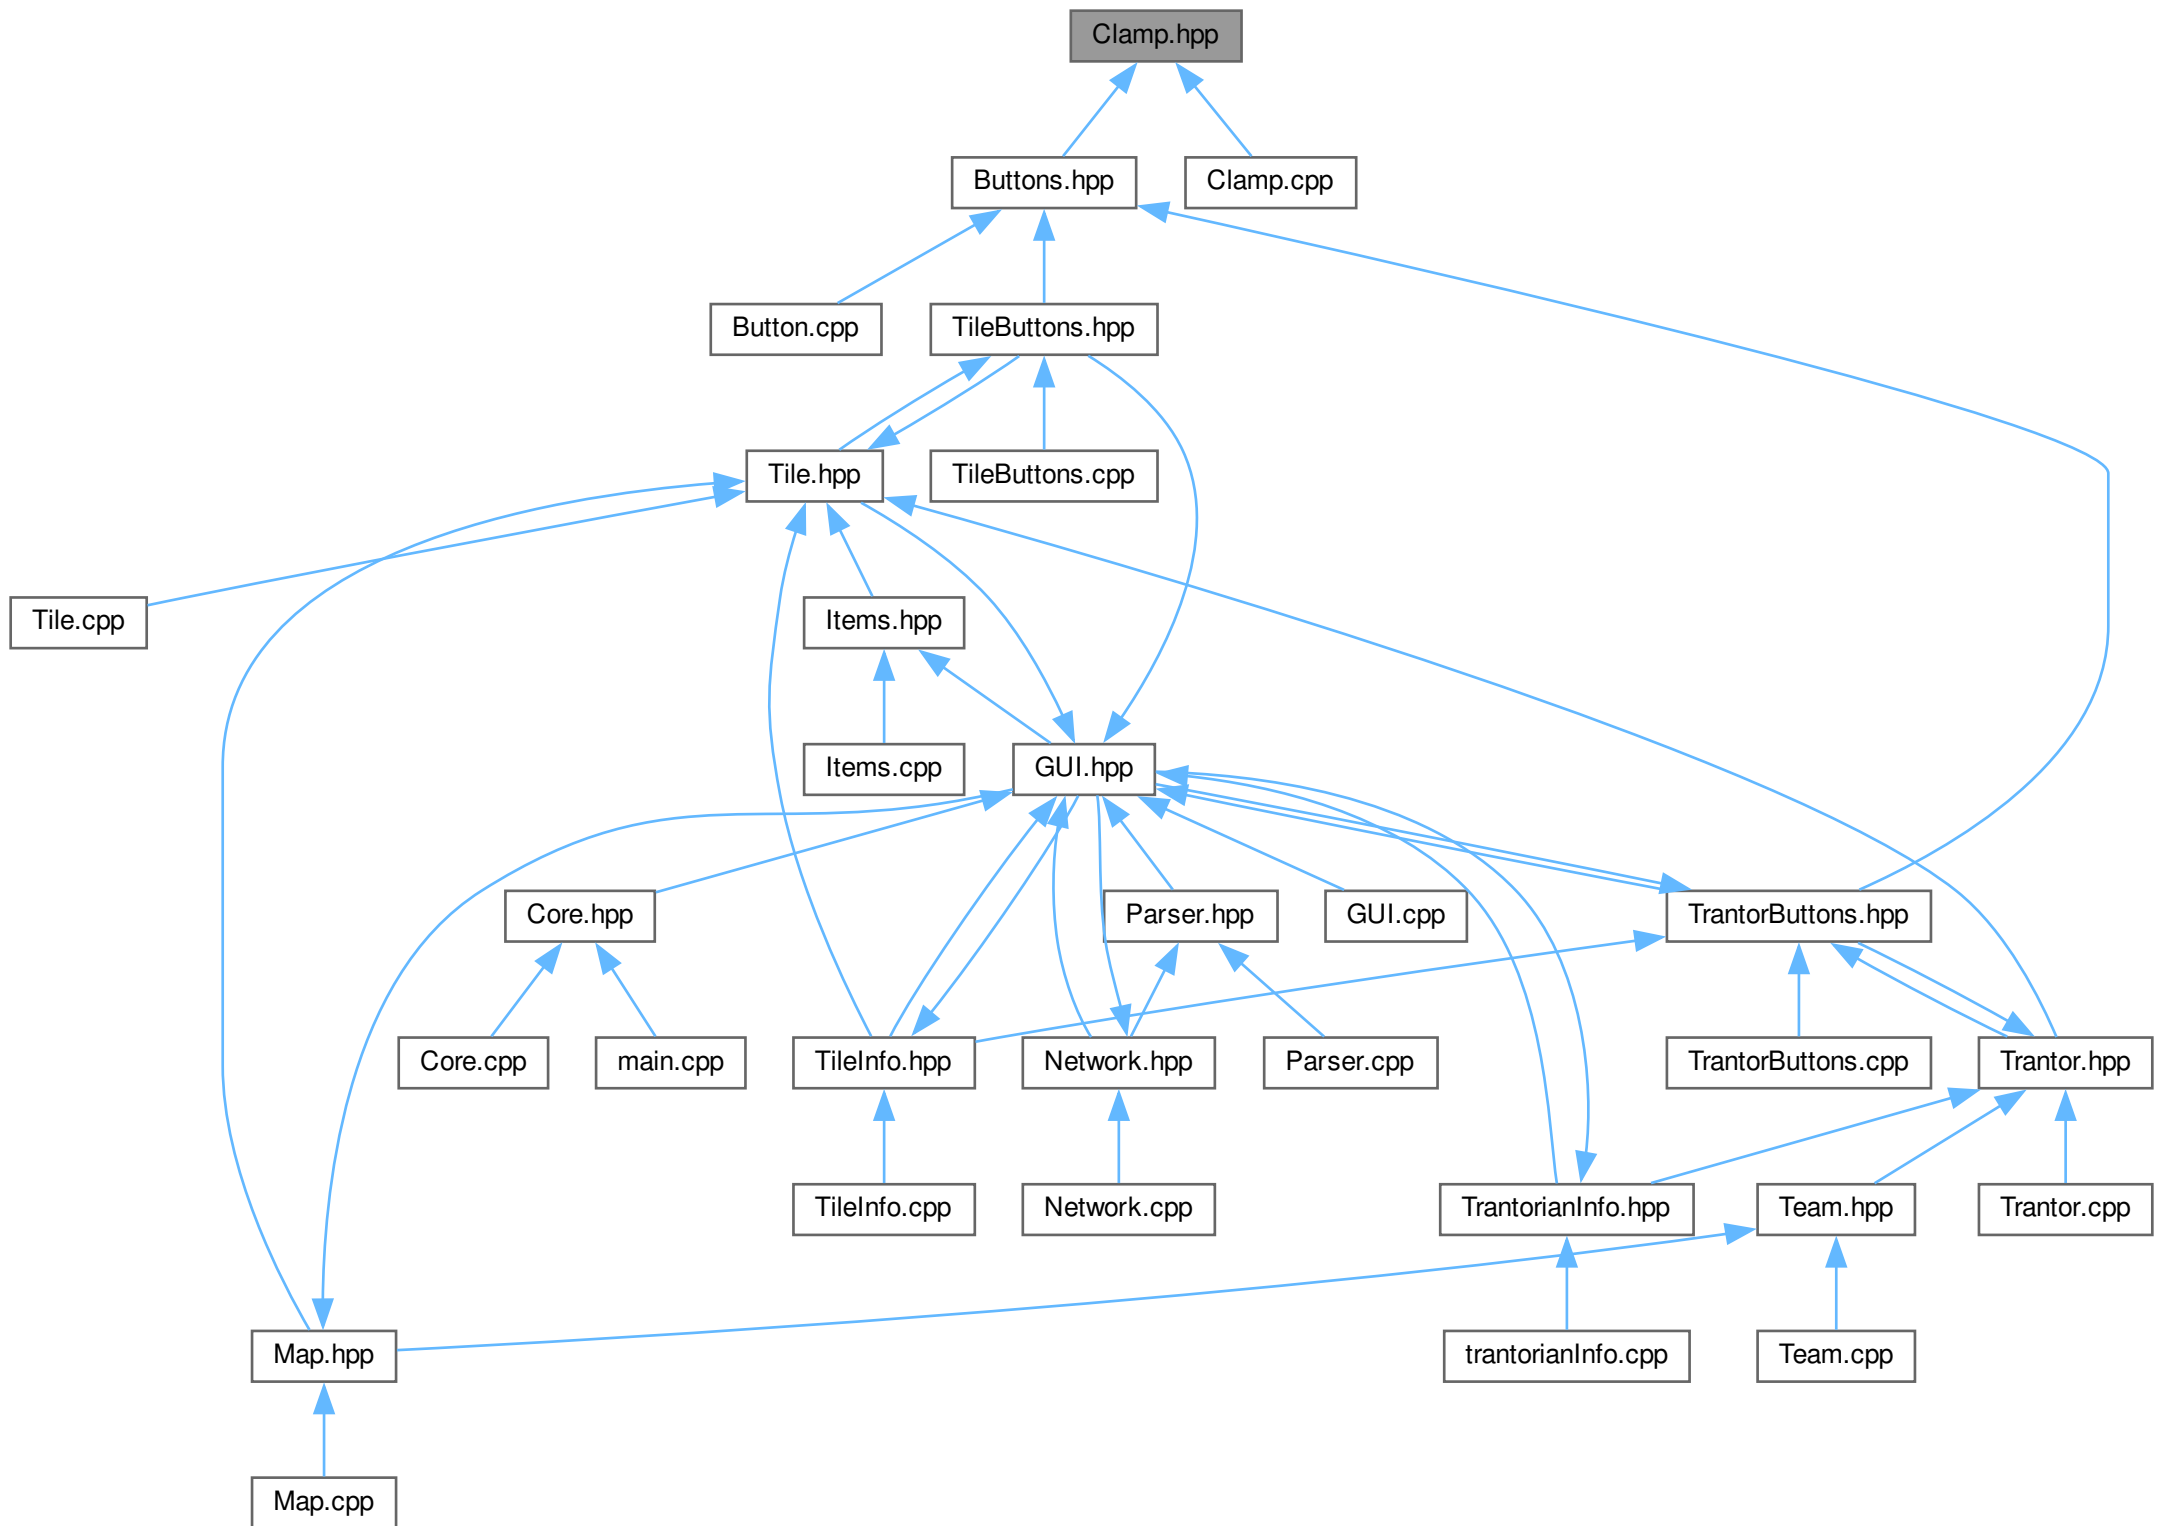 Clamp.hpp
Buttons.hpp
Clamp.cpp
Button.cpp
TileButtons.hpp
Tile.hpp
TileButtons.cpp
Tile.cpp
Items.hpp
Items.cpp
GUI.hpp
Core.hpp
Parser.hpp
GUI.cpp
TrantorButtons.hpp
Core.cpp
main.cpp
TileInfo.hpp
Network.hpp
Parser.cpp
TrantorButtons.cpp
Trantor.hpp
TileInfo.cpp
Network.cpp
TrantorianInfo.hpp
Team.hpp
Trantor.cpp
Map.hpp
trantorianInfo.cpp
Team.cpp
Map.cpp